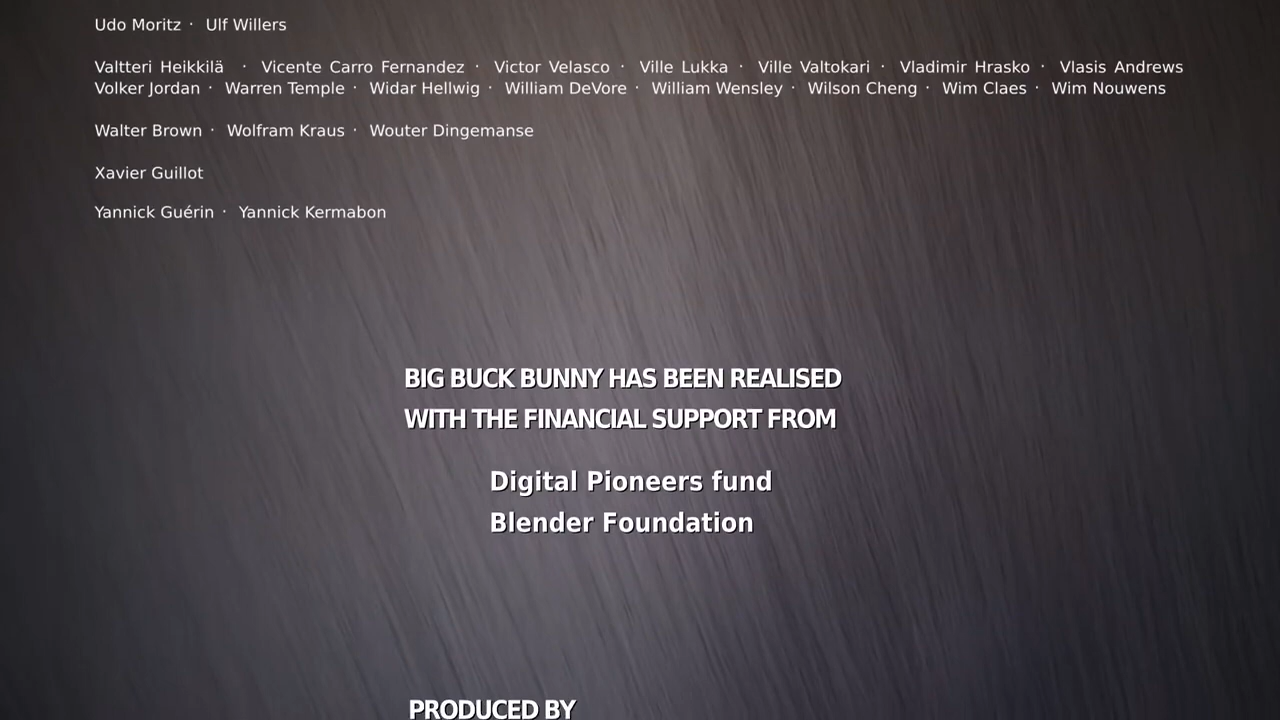 Udo Moritz · Ulf Willers
Valtteri Heikkilä · Vicente Carro Fernandez · Victor Velasco · Ville Lukka · Ville Valtokari · Vladimir Hrasko · Vlasis Andrews
Volker Jordan · Warren Temple · Widar Hellwig · William DeVore · William Wensley · Wilson Cheng · Wim Claes · Wim Nouwens
Walter Brown · Wolfram Kraus · Wouter Dingemanse
Xavier Guillot
Yannick Guérin · Yannick Kermabon
BIG BUCK BUNNY HAS BEEN REALISED
WITH THE FINANCIAL SUPPORT FROM
Digital Pioneers fund
Blender Foundation
PRODUCED BY